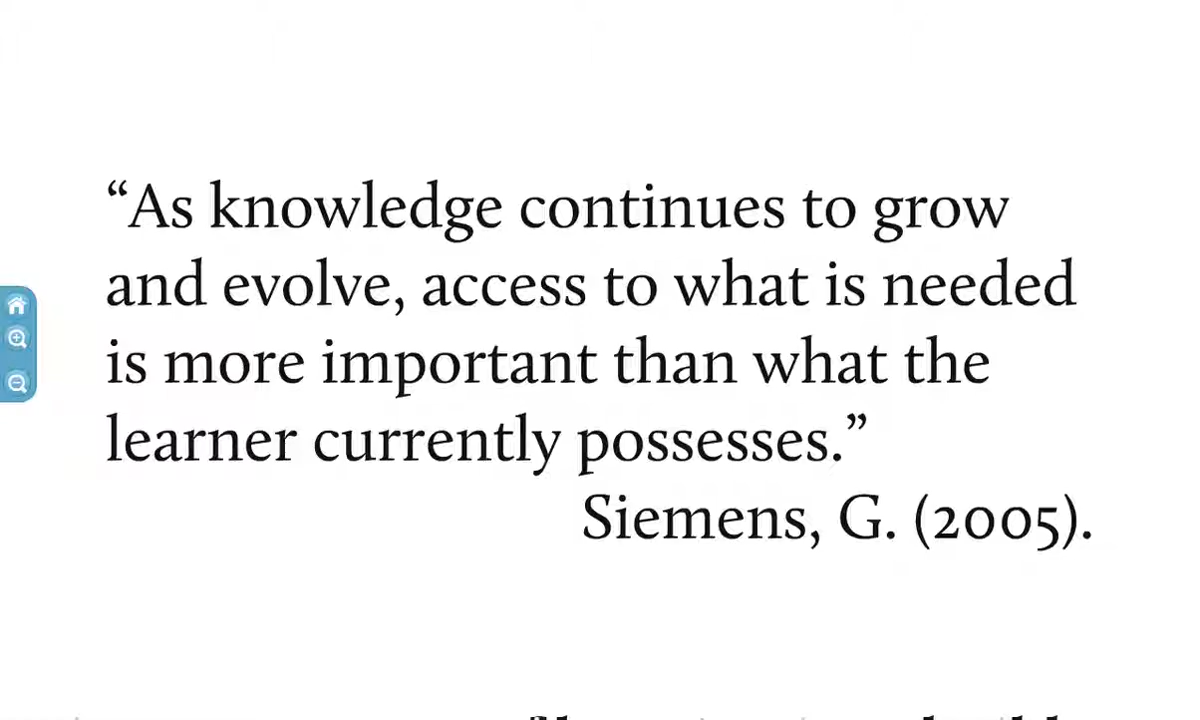 “As knowledge continues to grow
and evolve, access to what is needed
is more important than what the
learner currently possesses.”
Siemens, G. (2005).